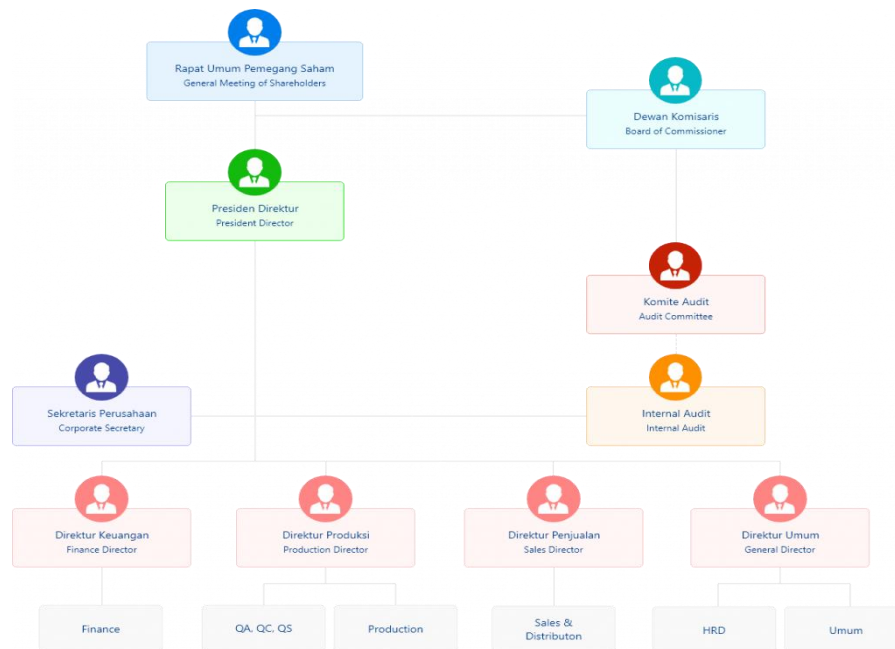 Rapat Umum Pemegang Saham
General Meeting of Shareholders
Dewan Komisaris
Board of Commissioner
Presiden Direktur
President Director
Komite Audit
Audit Committee
Sekretaris Perusahaan
Corporate Secretary
Internal Audit
Internal Audit
Direktur Keuangan
Finance Director
Direktur Produksi
Production Director
Direktur Penjualan
Sales Director
Direktur Umum
General Director
Finance
QA, QC, QS
Production
Sales &
Distributon
HRD
Umum